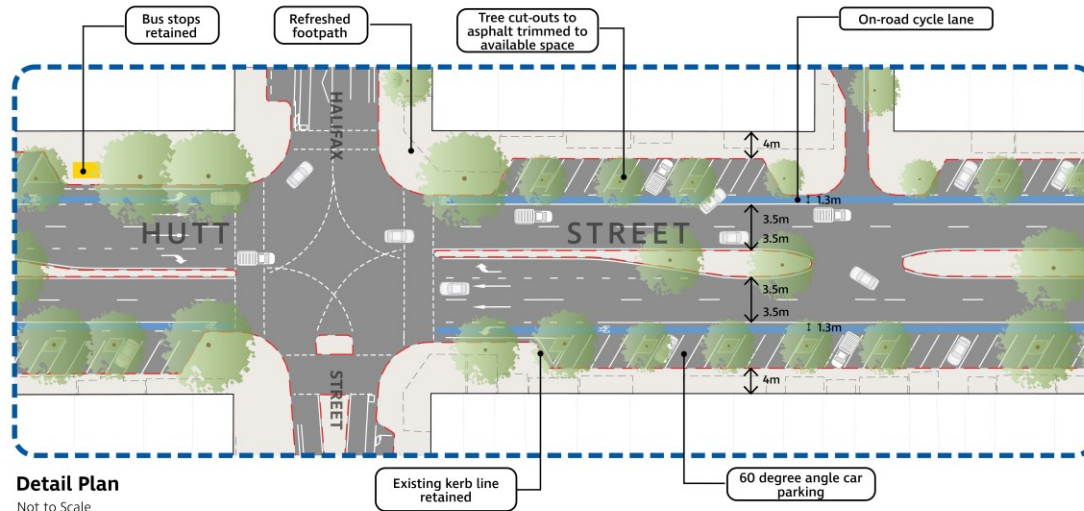 Bus stops
retained
Refreshed
footpath
Tree cut-outs to
asphalt trimmed to
available space
On-road cycle lane
HALIFAX
4m
1.3m
3.5m
HUTT
STREET
3.5m
3.5m
3.5m
1.3m
4m
STREET
Existing kerb line
retained
60 degree angle car
parking
Detail Plan
Not to Scale